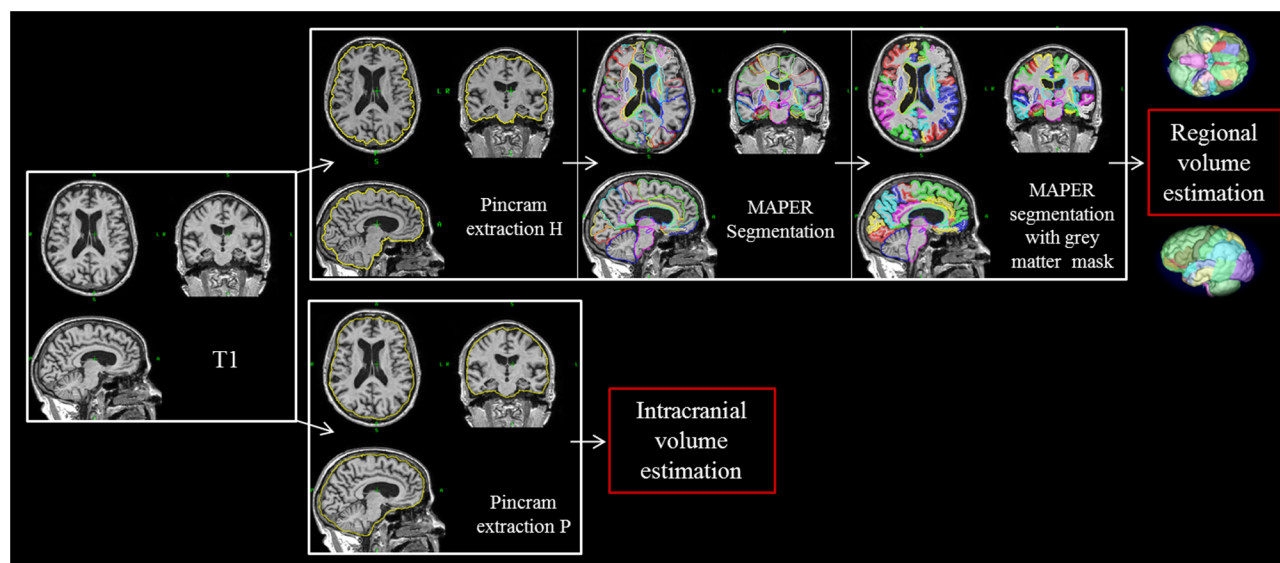 T1
Pincram
extraction H
MAPER
Segmentation
MAPER
segmentation
with grey
matter mask
Regional
volume
estimation
Pincram
extraction P
Intracranial
volume
estimation